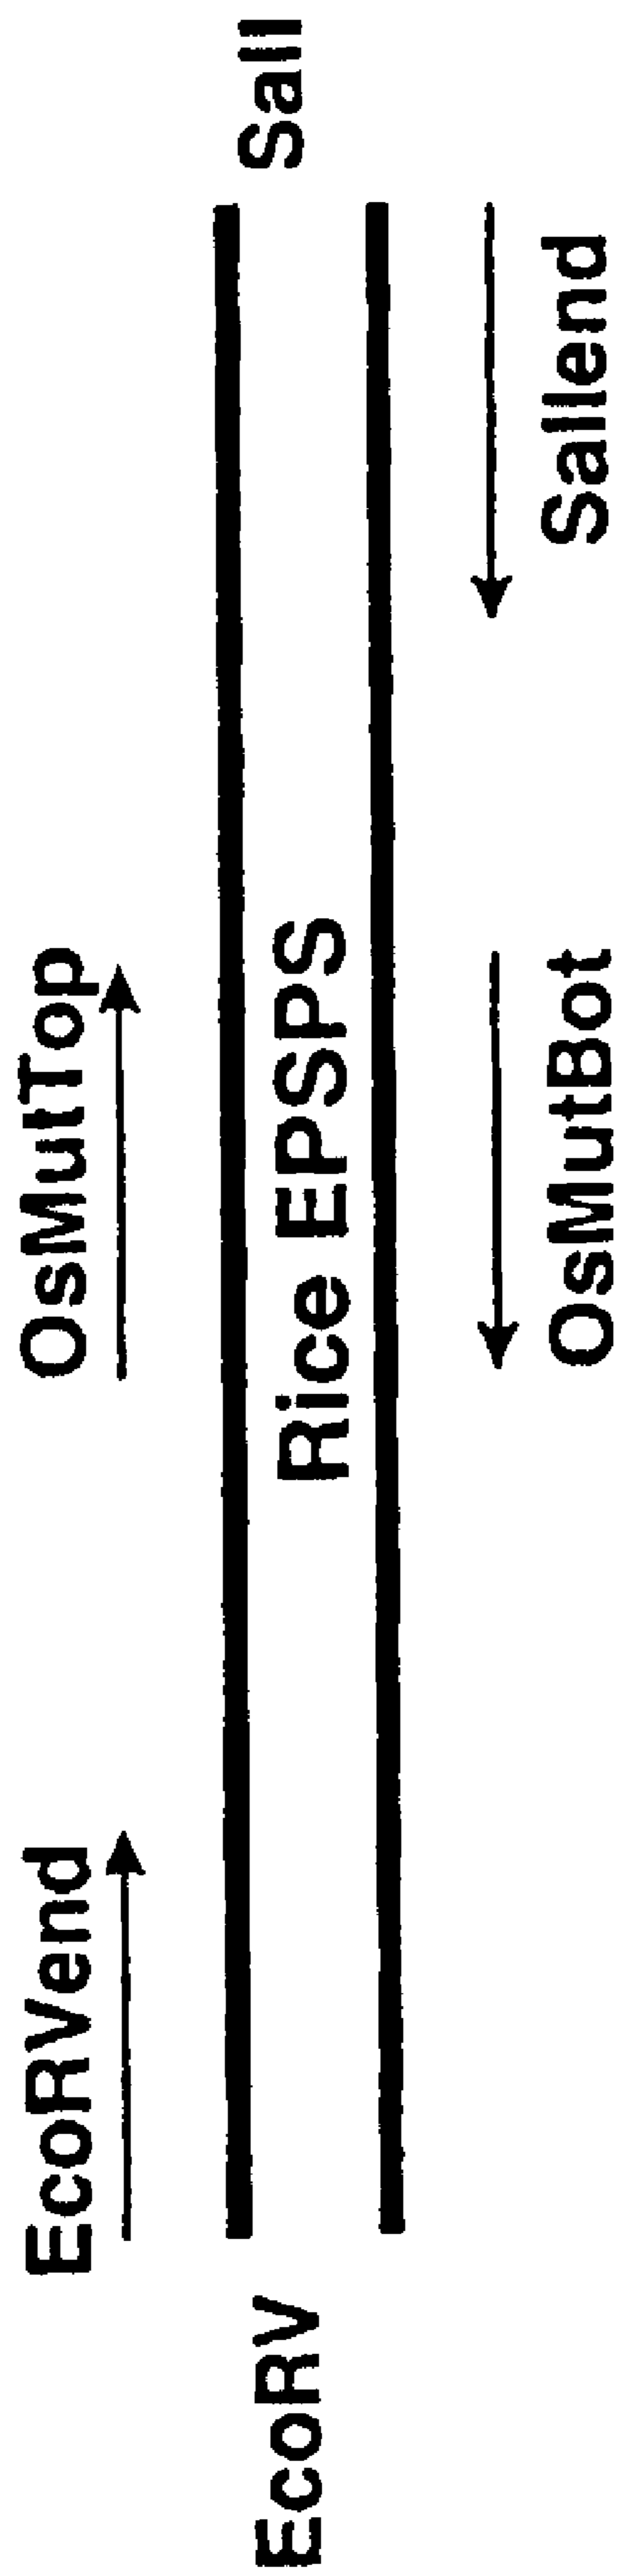 EcoRVend
OsMutTop
EcoRV
Rice EPSPS
SalI
OsMutBot
SalIend